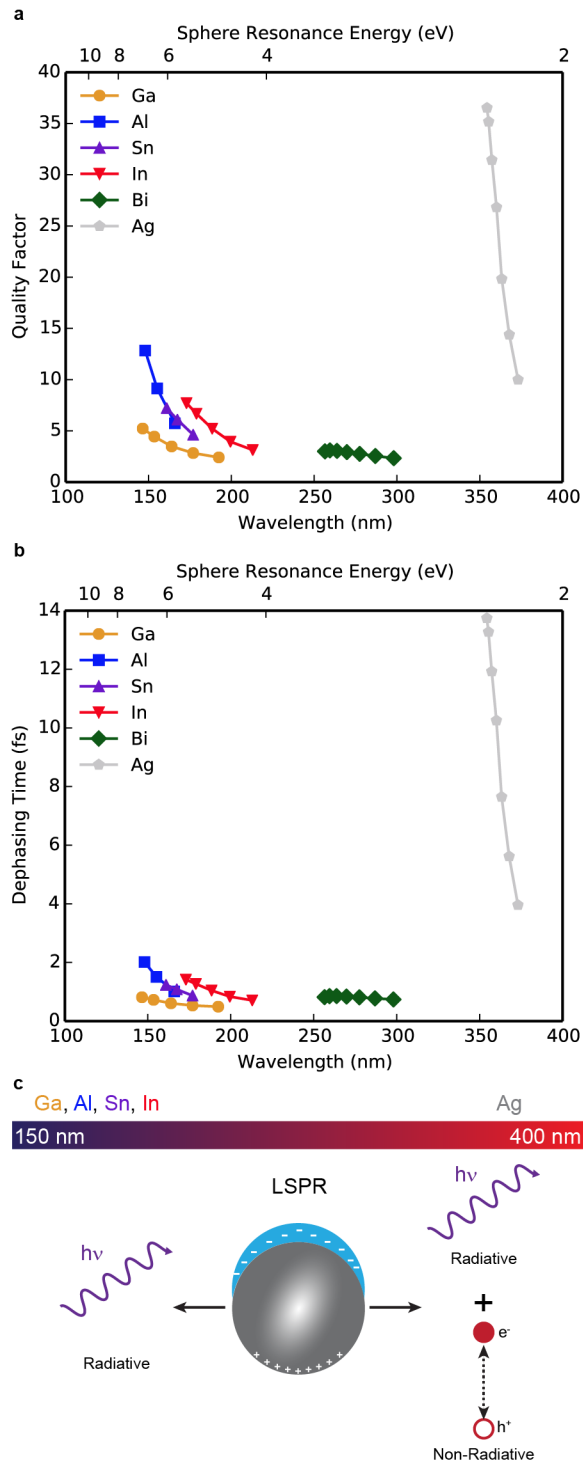 a
Sphere Resonance Energy (eV)
10 8 7 6 4 2
40
35
30
25
20
15
10
5
0
Quality Factor
Ga
Al
Sn
In
Bi
Ag
100 150 200 250 300 350 400
Wavelength (nm)
b
Sphere Resonance Energy (eV)
10 8 7 6 4 2
14
12
10
8
6
4
2
0
Dephasing Time (fs)
Ga
Al
Sn
In
Bi
Ag
100 150 200 250 300 350 400
Wavelength (nm)
c
Ga, Al, Sn, In Ag
150 nm 400 nm
LSPR
hν
Radiative
hν
Radiative
+
e-
h+
Non-Radiative